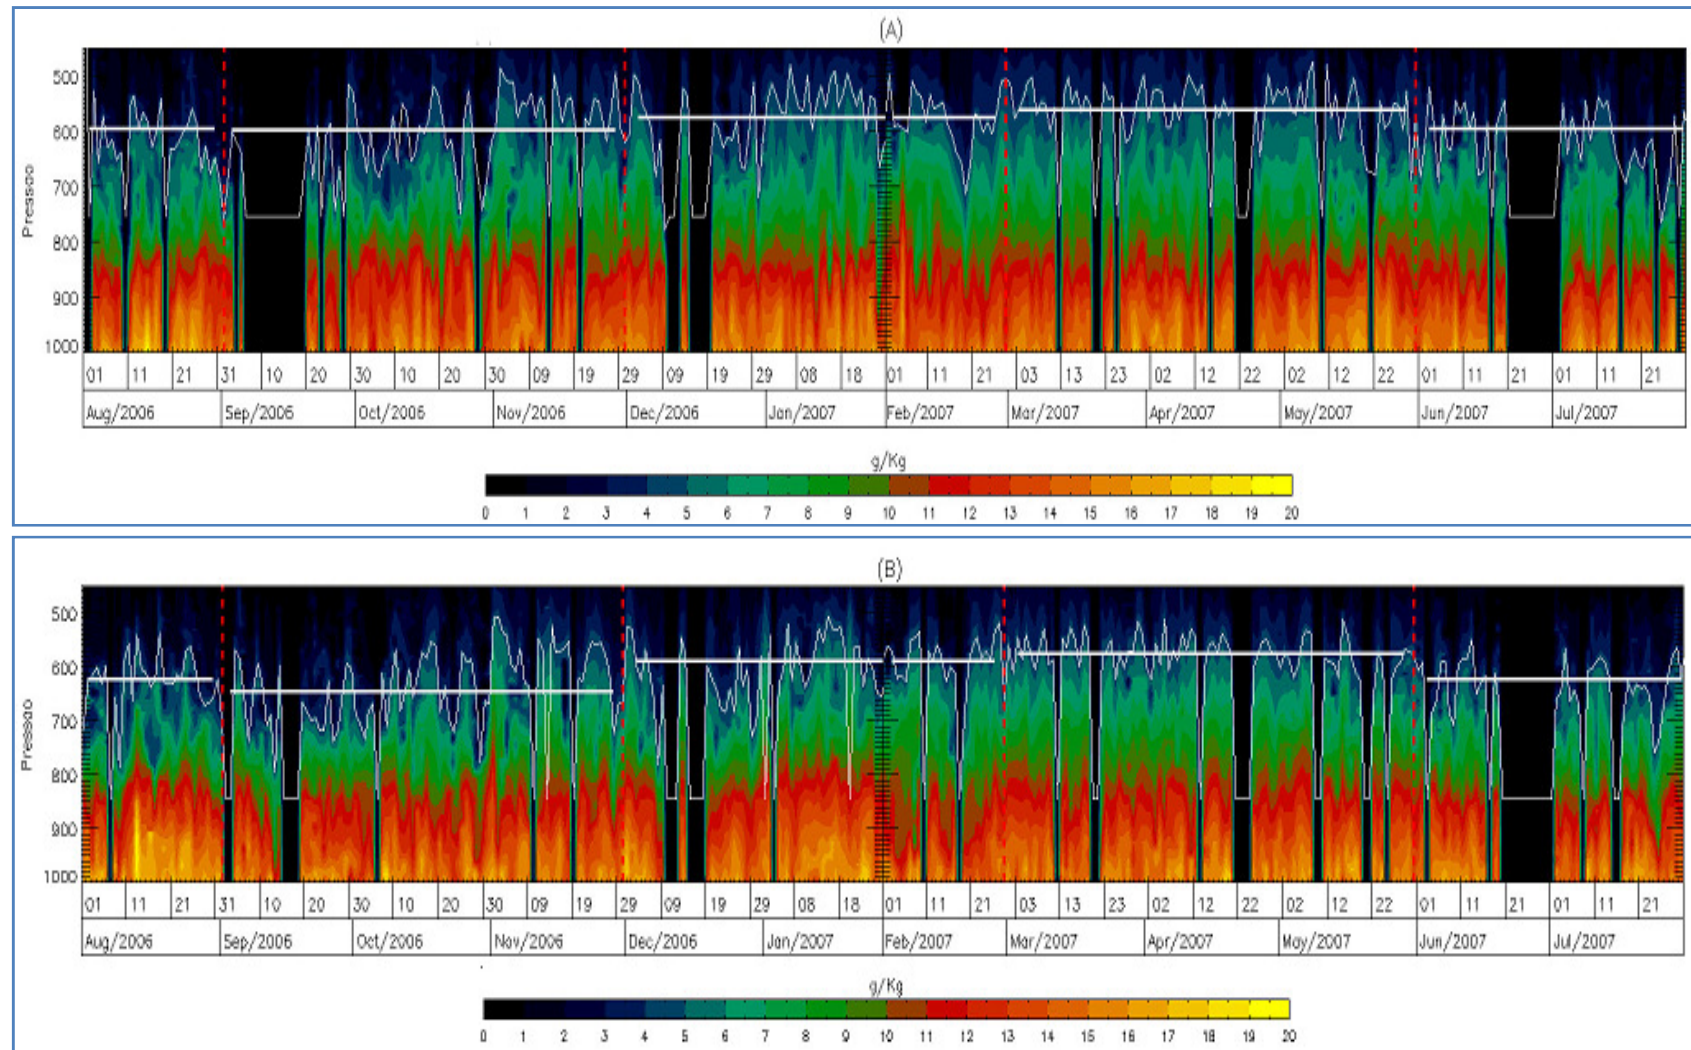 (A)
Pressao
500
600
700
800
900
1000
01 11 21 31 10 20 30 10 20 30 09 19 29 09 19 29 08 18 01 11 21 03 13 23 02 12 22 02 12 22 01 11 21 01 11 21
Aug/2006 Sep/2006 Oct/2006 Nov/2006 Dec/2006 Jan/2007 Feb/2007 Mar/2007 Apr/2007 May/2007 Jun/2007 Jul/2007
g/Kg
0 1 2 3 4 5 6 7 8 9 10 11 12 13 14 15 16 17 18 19 20
(B)
Pressao
500
600
700
800
900
1000
01 11 21 31 10 20 30 10 20 30 09 19 29 09 19 29 08 18 01 11 21 03 13 23 02 12 22 02 12 22 01 11 21 01 11 21
Aug/2006 Sep/2006 Oct/2006 Nov/2006 Dec/2006 Jan/2007 Feb/2007 Mar/2007 Apr/2007 May/2007 Jun/2007 Jul/2007
g/Kg
0 1 2 3 4 5 6 7 8 9 10 11 12 13 14 15 16 17 18 19 20